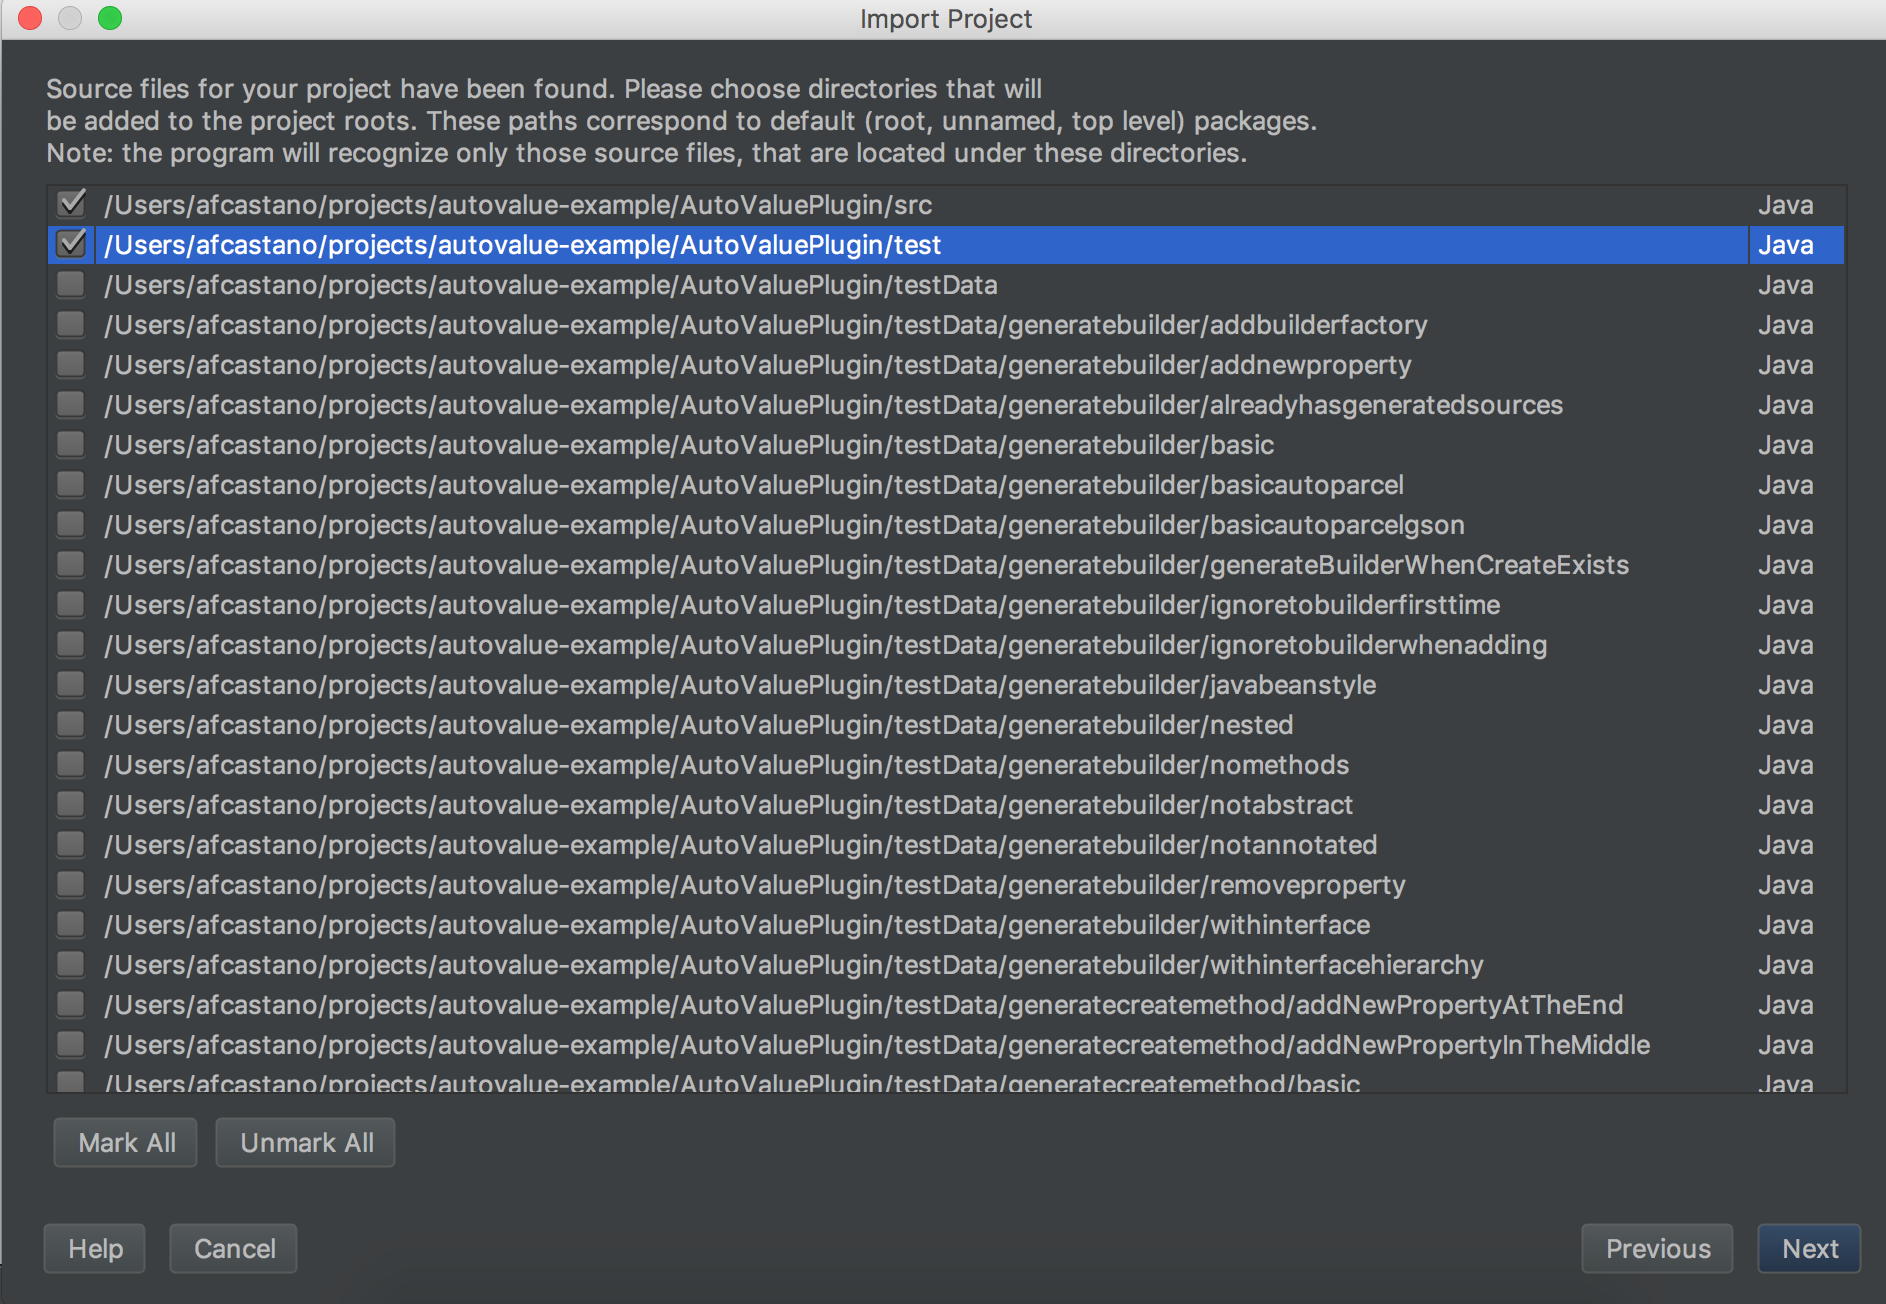 Import Project
Source files for your project have been found. Please choose directories that will
be added to the project roots. These paths correspond to default (root, unnamed, top level) packages.
Note: the program will recognize only those source files, that are located under these directories.
/Users/afcastano/projects/autovalue-example/AutoValuePlugin/src Java
/Users/afcastano/projects/autovalue-example/AutoValuePlugin/test Java
/Users/afcastano/projects/autovalue-example/AutoValuePlugin/testData Java
/Users/afcastano/projects/autovalue-example/AutoValuePlugin/testData/generatebuilder/addbuilderfactory Java
/Users/afcastano/projects/autovalue-example/AutoValuePlugin/testData/generatebuilder/addnewproperty Java
/Users/afcastano/projects/autovalue-example/AutoValuePlugin/testData/generatebuilder/alreadyhasgeneratedsources Java
/Users/afcastano/projects/autovalue-example/AutoValuePlugin/testData/generatebuilder/basic Java
/Users/afcastano/projects/autovalue-example/AutoValuePlugin/testData/generatebuilder/basicautoparcel Java
/Users/afcastano/projects/autovalue-example/AutoValuePlugin/testData/generatebuilder/basicautoparcelgson Java
/Users/afcastano/projects/autovalue-example/AutoValuePlugin/testData/generatebuilder/generateBuilderWhenCreateExists Java
/Users/afcastano/projects/autovalue-example/AutoValuePlugin/testData/generatebuilder/ignoretobuilderfirsttime Java
/Users/afcastano/projects/autovalue-example/AutoValuePlugin/testData/generatebuilder/ignoretobuilderwhenadding Java
/Users/afcastano/projects/autovalue-example/AutoValuePlugin/testData/generatebuilder/javabeanstyle Java
/Users/afcastano/projects/autovalue-example/AutoValuePlugin/testData/generatebuilder/nested Java
/Users/afcastano/projects/autovalue-example/AutoValuePlugin/testData/generatebuilder/nomethods Java
/Users/afcastano/projects/autovalue-example/AutoValuePlugin/testData/generatebuilder/notabstract Java
/Users/afcastano/projects/autovalue-example/AutoValuePlugin/testData/generatebuilder/notannotated Java
/Users/afcastano/projects/autovalue-example/AutoValuePlugin/testData/generatebuilder/removeproperty Java
/Users/afcastano/projects/autovalue-example/AutoValuePlugin/testData/generatebuilder/withinterface Java
/Users/afcastano/projects/autovalue-example/AutoValuePlugin/testData/generatebuilder/withinterfacehierarchy Java
/Users/afcastano/projects/autovalue-example/AutoValuePlugin/testData/generatecreatemethod/addNewPropertyAtTheEnd Java
/Users/afcastano/projects/autovalue-example/AutoValuePlugin/testData/generatecreatemethod/addNewPropertyInTheMiddle Java
/Users/afcastano/projects/autovalue-example/AutoValuePlugin/testData/generatecreatemethod/basic Java
Mark All Unmark All
Help Cancel Previous Next